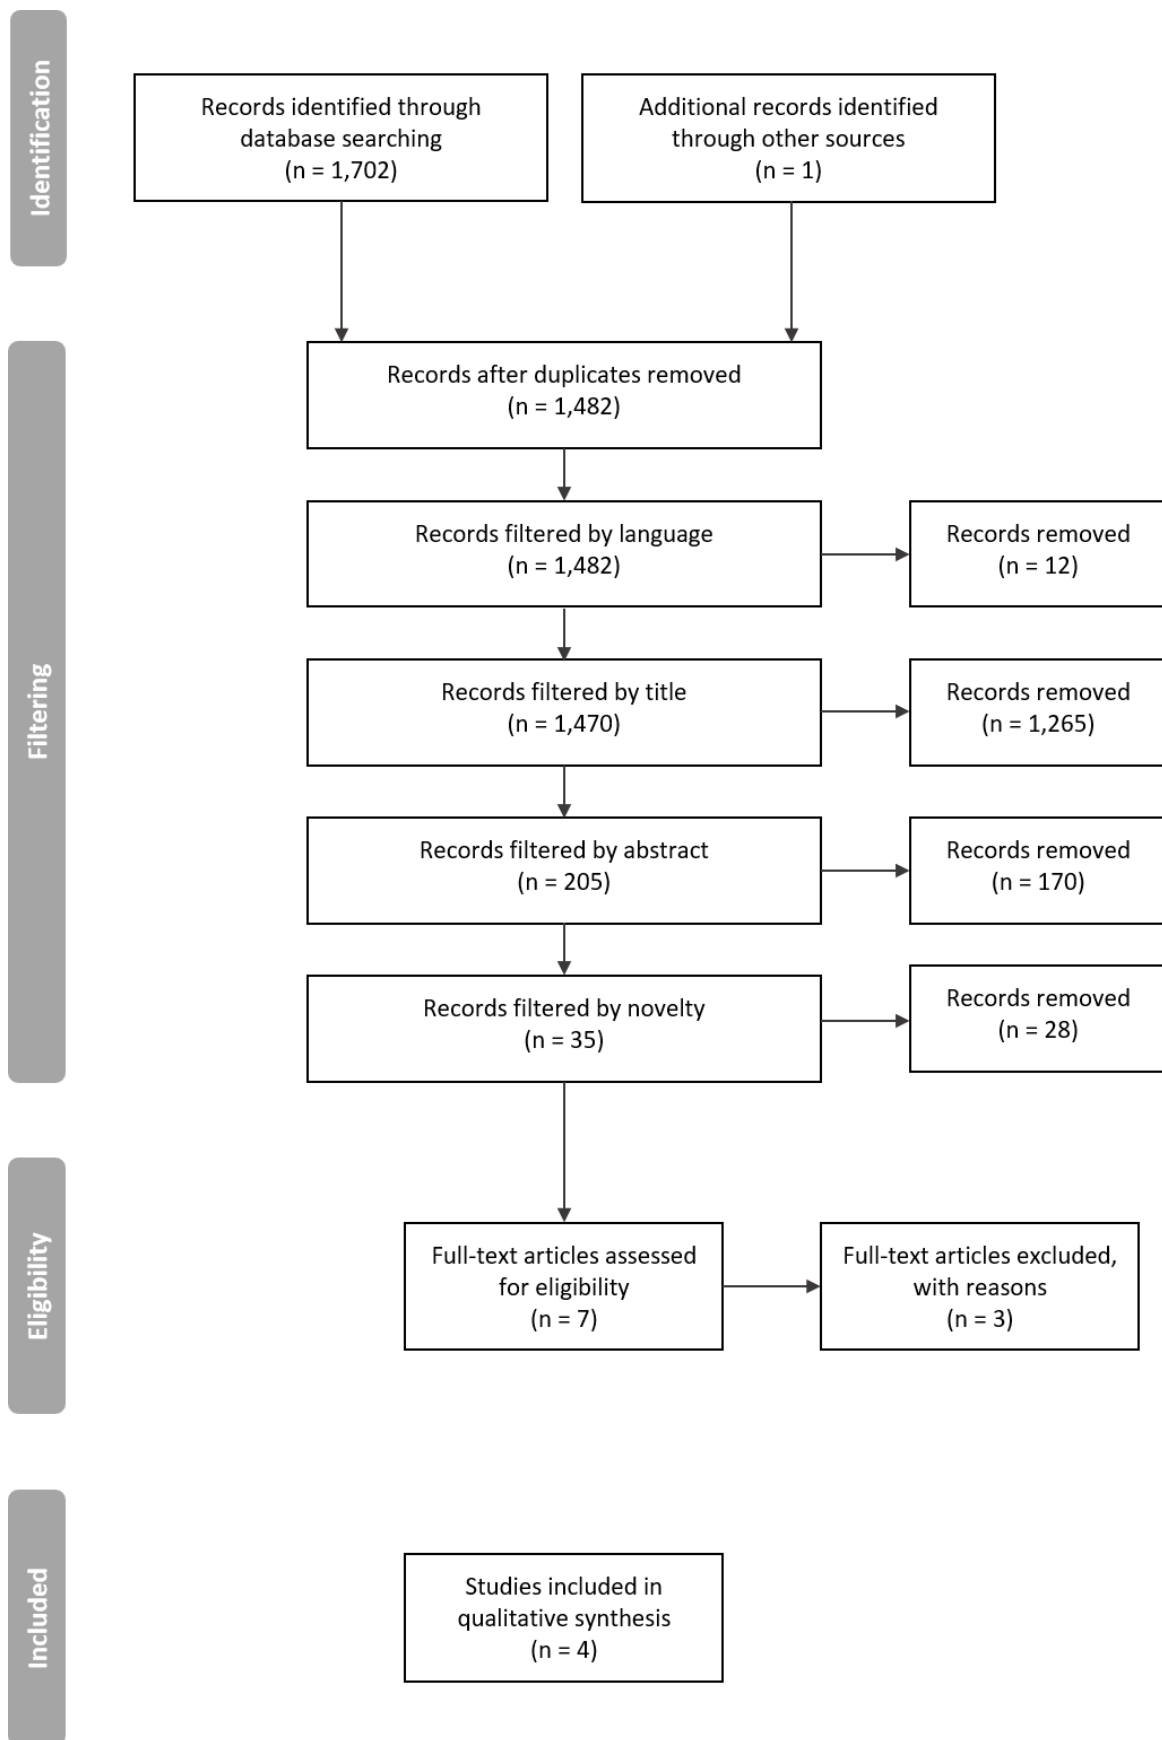 Identification
Records identified through
database searching
(n = 1,702)
Additional records identified
through other sources
(n = 1)
Filtering
Records after duplicates removed
(n = 1,482)
Records filtered by language
(n = 1,482)
Records removed
(n = 12)
Records filtered by title
(n = 1,470)
Records removed
(n = 1,265)
Records filtered by abstract
(n = 205)
Records removed
(n = 170)
Records filtered by novelty
(n = 35)
Records removed
(n = 28)
Eligibility
Full-text articles assessed
for eligibility
(n = 7)
Full-text articles excluded,
with reasons
(n = 3)
Included
Studies included in
qualitative synthesis
(n = 4)